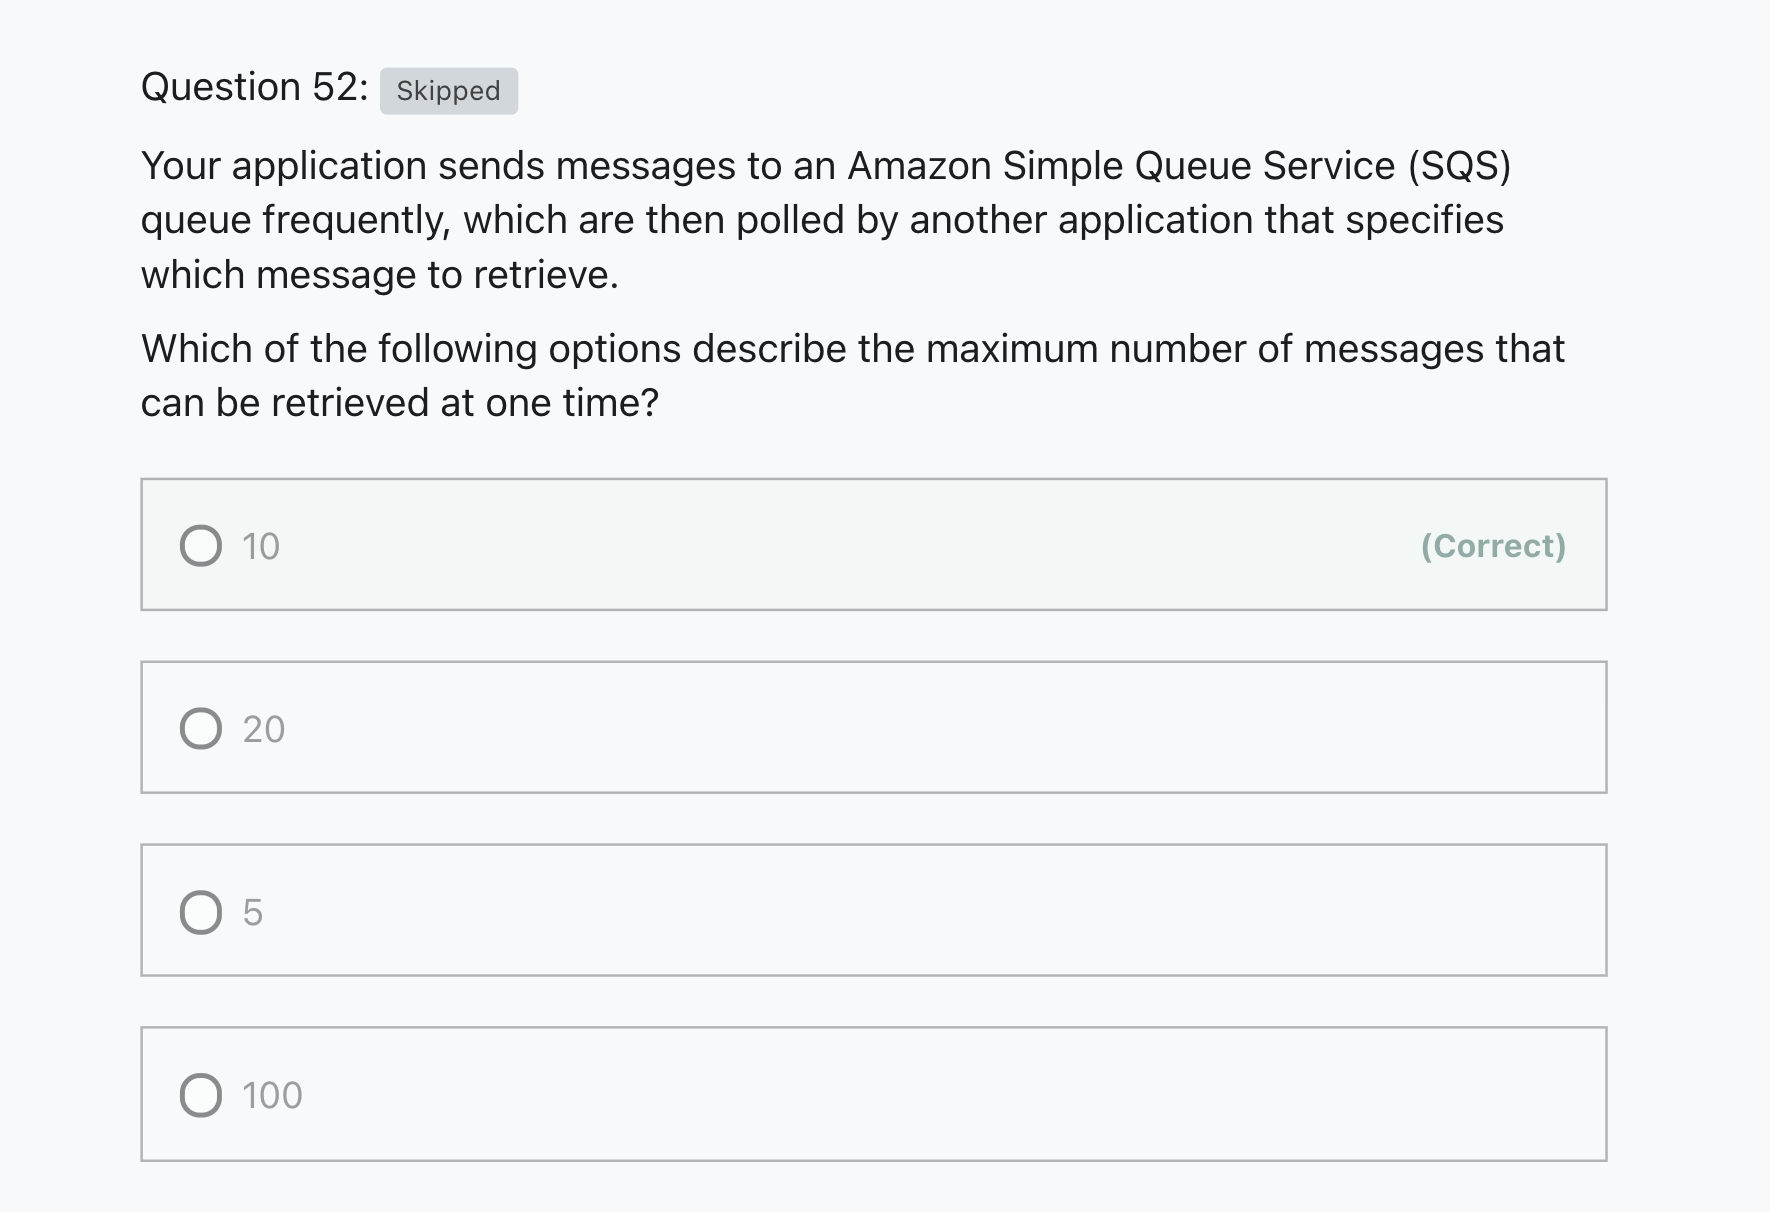 Question 52: Skipped
Your application sends messages to an Amazon Simple Queue Service (SQS)
queue frequently, which are then polled by another application that specifies
which message to retrieve.
Which of the following options describe the maximum number of messages that
can be retrieved at one time?
10 (Correct)
20
5
100